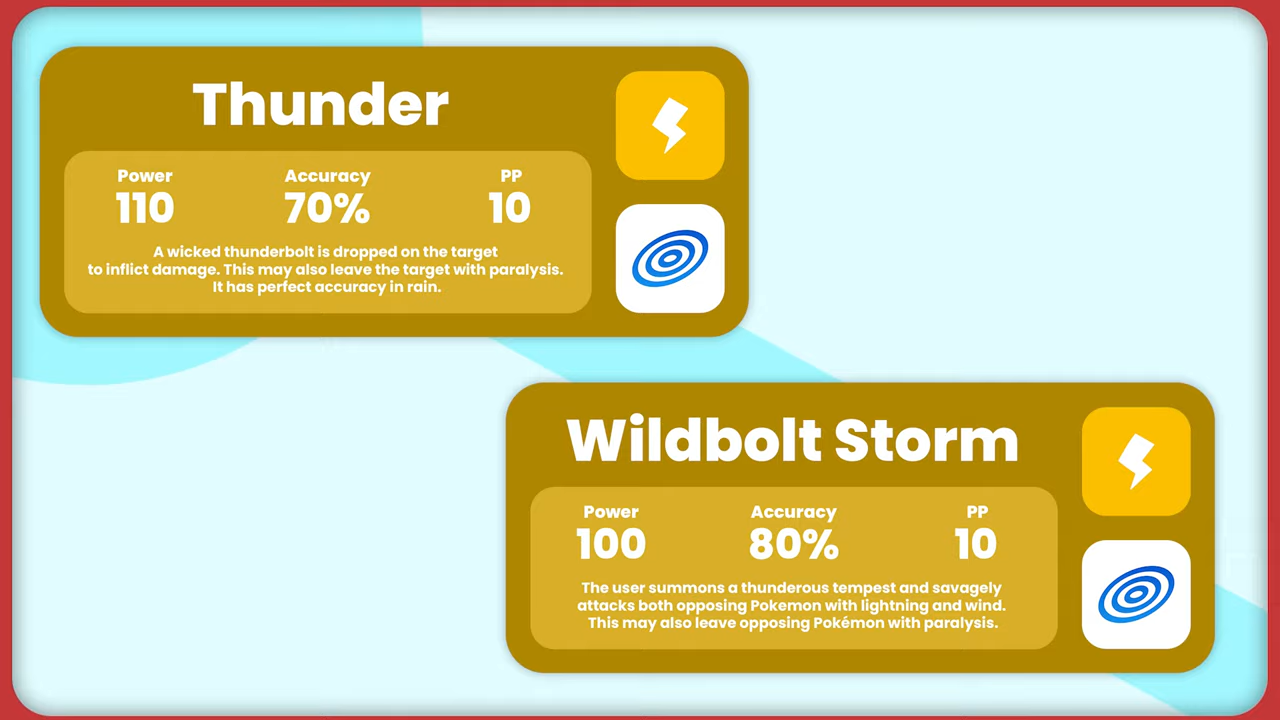 Thunder
Power Accuracy PP
110 70% 10
A wicked thunderbolt is dropped on the target
to inflict damage. This may also leave the target with paralysis.
It has perfect accuracy in rain.
Wildbolt Storm
Power Accuracy PP
100 80% 10
The user summons a thunderous tempest and savagely
attacks both opposing Pokemon with lightning and wind.
This may also leave opposing Pokémon with paralysis.